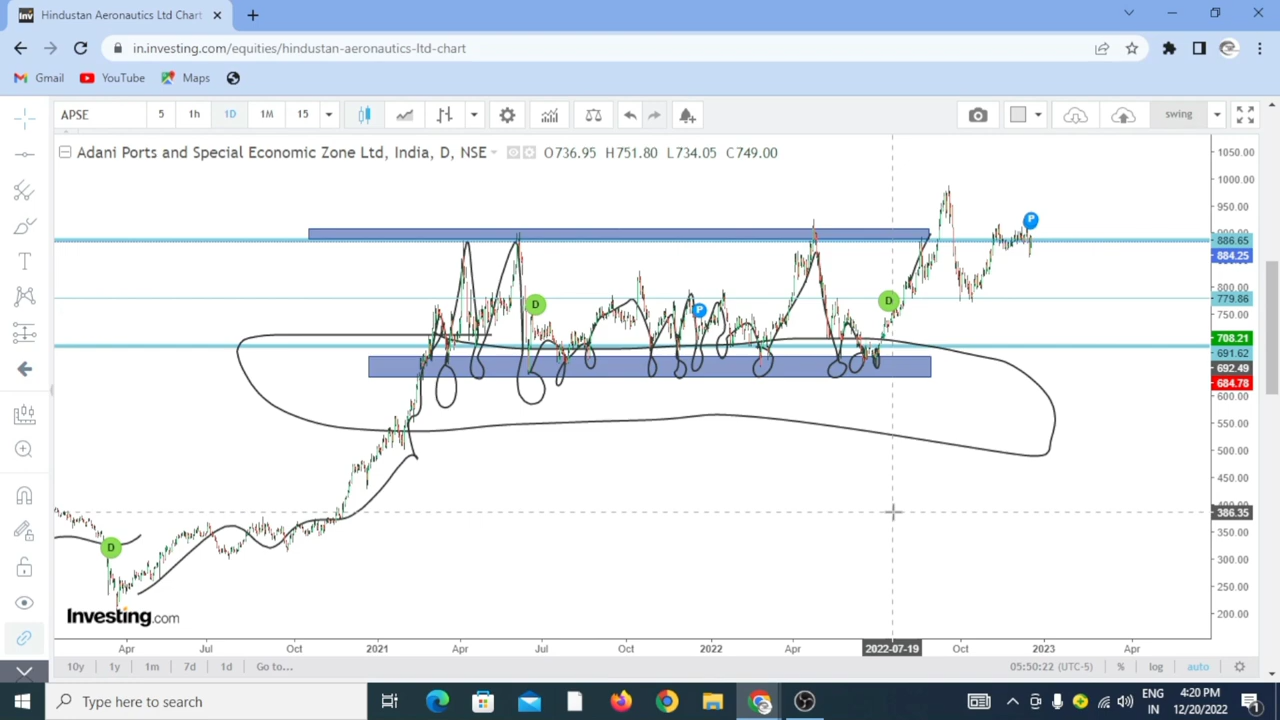 Hindustan Aeronautics Ltd Chart
in.investing.com/equities/hindustan-aeronautics-ltd-chart
Gmail YouTube Maps
APSE 5 1h 1D 1M 15 swing
Adani Ports and Special Economic Zone Ltd, India, D, NSE O736.95 H751.80 L734.05 C749.00
1050.00
1000.00
950.00
P
886.65
884.25
800.00
D D 779.86
P 750.00
708.21
691.62
692.49
684.78
600.00
550.00
500.00
450.00
386.35
350.00
D
300.00
250.00
Investing.com 200.00
Apr Jul Oct 2021 Apr Jul Oct 2022 Apr 2022-07-19 Oct 2023 Apr
10y 1y 1m 7d 1d Go to... 05:50:22 (UTC-5) % log auto
Type here to search
ENG 4:20 PM
IN 12/20/2022 1